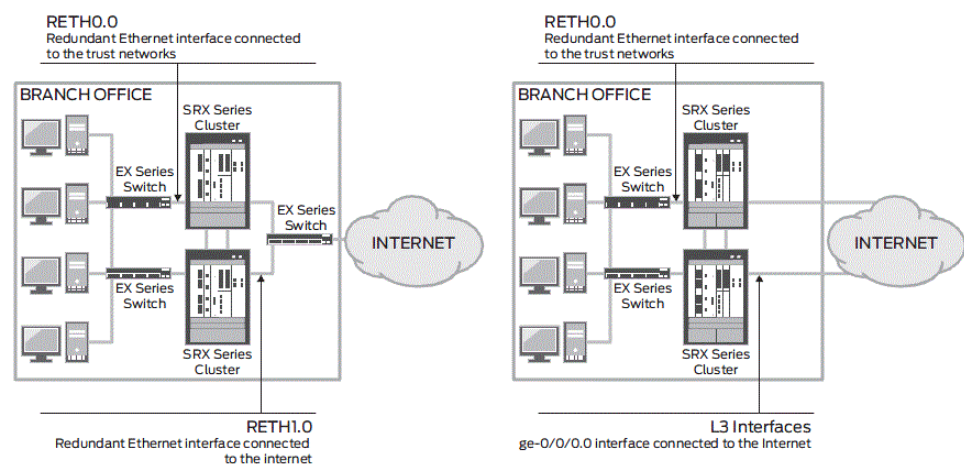 RETH0.0
Redundant Ethernet interface connected
to the trust networks
BRANCH OFFICE
SRX Series
Cluster
EX Series
Switch
EX Series
Switch
INTERNET
EX Series
Switch
SRX Series
Cluster
RETH1.0
Redundant Ethernet interface connected
to the internet
RETH0.0
Redundant Ethernet interface connected
to the trust networks
BRANCH OFFICE
SRX Series
Cluster
EX Series
Switch
INTERNET
EX Series
Switch
SRX Series
Cluster
L3 Interfaces
ge-0/0/0.0 interface connected to the Internet